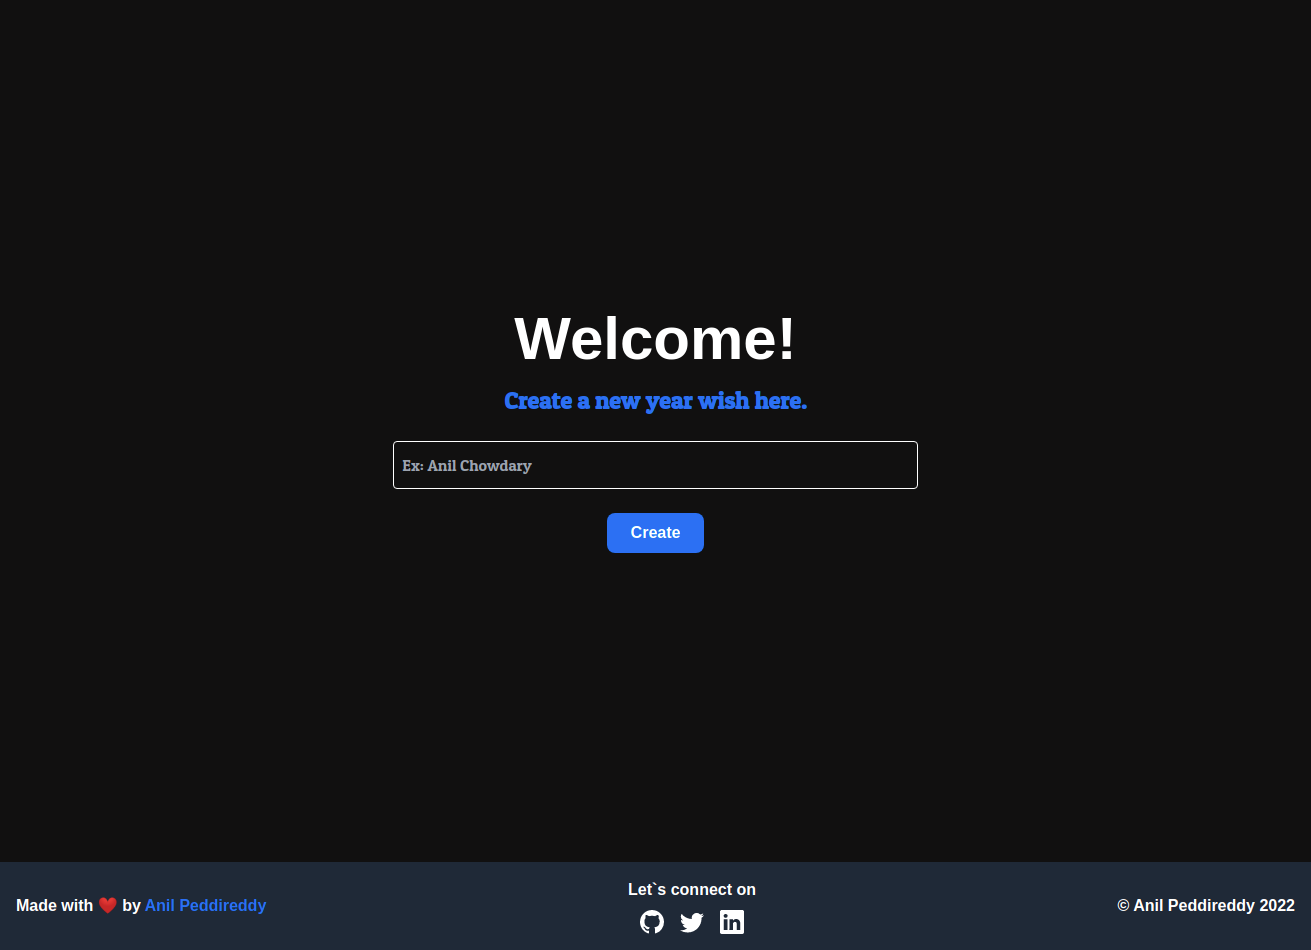 Welcome!
Create a new year wish here.
Ex: Anil Chowdary
Create
Made with ❤️ by Anil Peddireddy
Let`s connect on
© Anil Peddireddy 2022